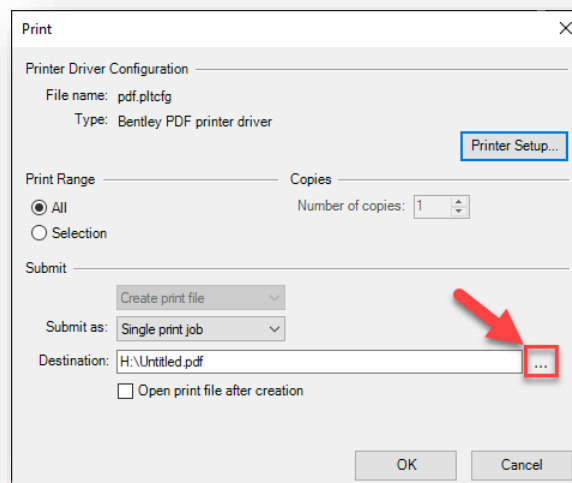 Print
Printer Driver Configuration
File name: pdf.pltcfg
Type: Bentley PDF printer driver
Printer Setup...
Print Range
Copies
All
Number of copies: 1
Selection
Submit
Create print file
Submit as: Single print job
Destination: H:\Untitled.pdf ...
Open print file after creation
OK
Cancel